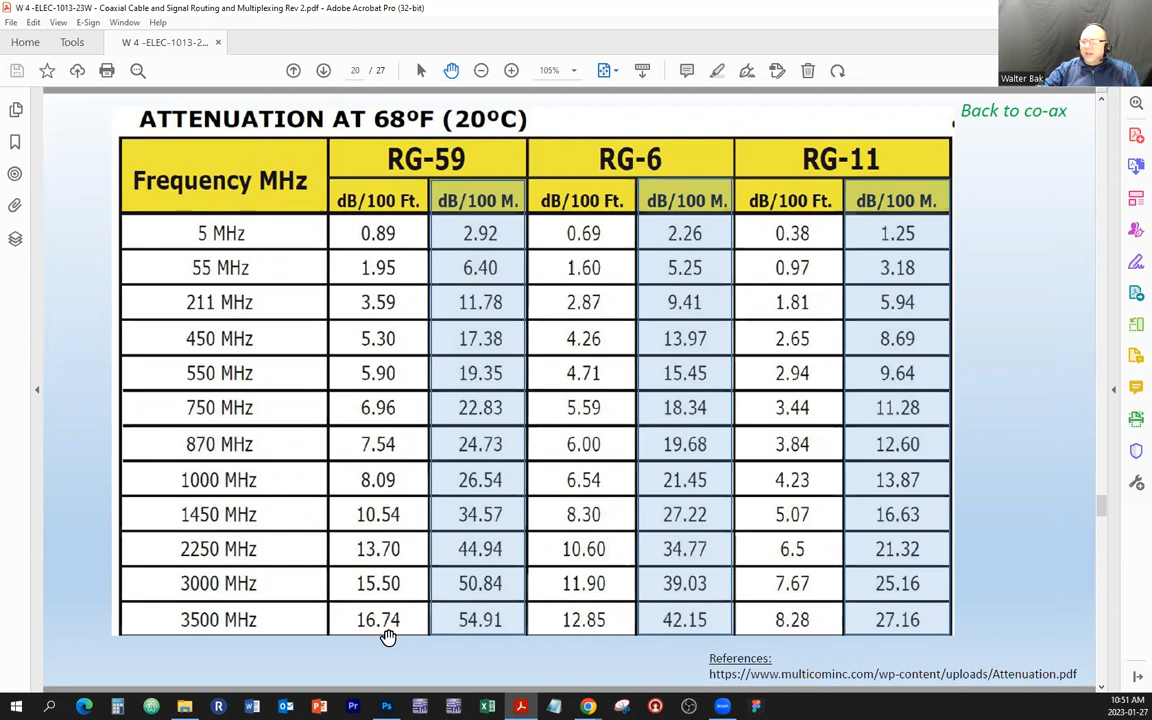 W 4 -ELEC-1013-23W - Coaxial Cable and Signal Routing and Multiplexing Rev 2.pdf - Adobe Acrobat Pro (32-bit)
File Edit View E-Sign Window Help
Home Tools W 4 -ELEC-1013-2... ×
20 / 27 105%
Walter Bak
ATTENUATION AT 68ºF (20ºC)
Back to co-ax
Frequency MHz RG-59 RG-6 RG-11
dB/100 Ft. dB/100 M. dB/100 Ft. dB/100 M. dB/100 Ft. dB/100 M.
5 MHz 0.89 2.92 0.69 2.26 0.38 1.25
55 MHz 1.95 6.40 1.60 5.25 0.97 3.18
211 MHz 3.59 11.78 2.87 9.41 1.81 5.94
450 MHz 5.30 17.38 4.26 13.97 2.65 8.69
550 MHz 5.90 19.35 4.71 15.45 2.94 9.64
750 MHz 6.96 22.83 5.59 18.34 3.44 11.28
870 MHz 7.54 24.73 6.00 19.68 3.84 12.60
1000 MHz 8.09 26.54 6.54 21.45 4.23 13.87
1450 MHz 10.54 34.57 8.30 27.22 5.07 16.63
2250 MHz 13.70 44.94 10.60 34.77 6.5 21.32
3000 MHz 15.50 50.84 11.90 39.03 7.67 25.16
3500 MHz 16.74 54.91 12.85 42.15 8.28 27.16
References:
https://www.multicominc.com/wp-content/uploads/Attenuation.pdf
10:51 AM
2023-01-27